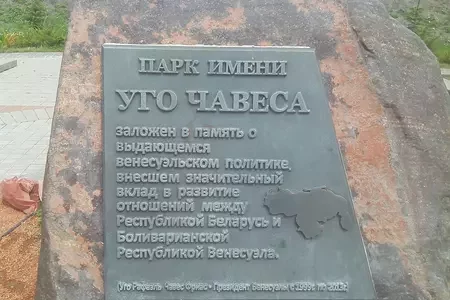 ПАРК ИМЕНИ
УГО ЧАВЕСА
заложен в память о
выдающемся
венесуэльском политике,
внесшем значительный
вклад в развитие
отношений между
Республикой Беларусь и
Боливарианской
Республикой Венесуэла.
(Уго Рафаэль Чавес Фриас - Президент Венесуэлы с 1999г. по 2013г.)